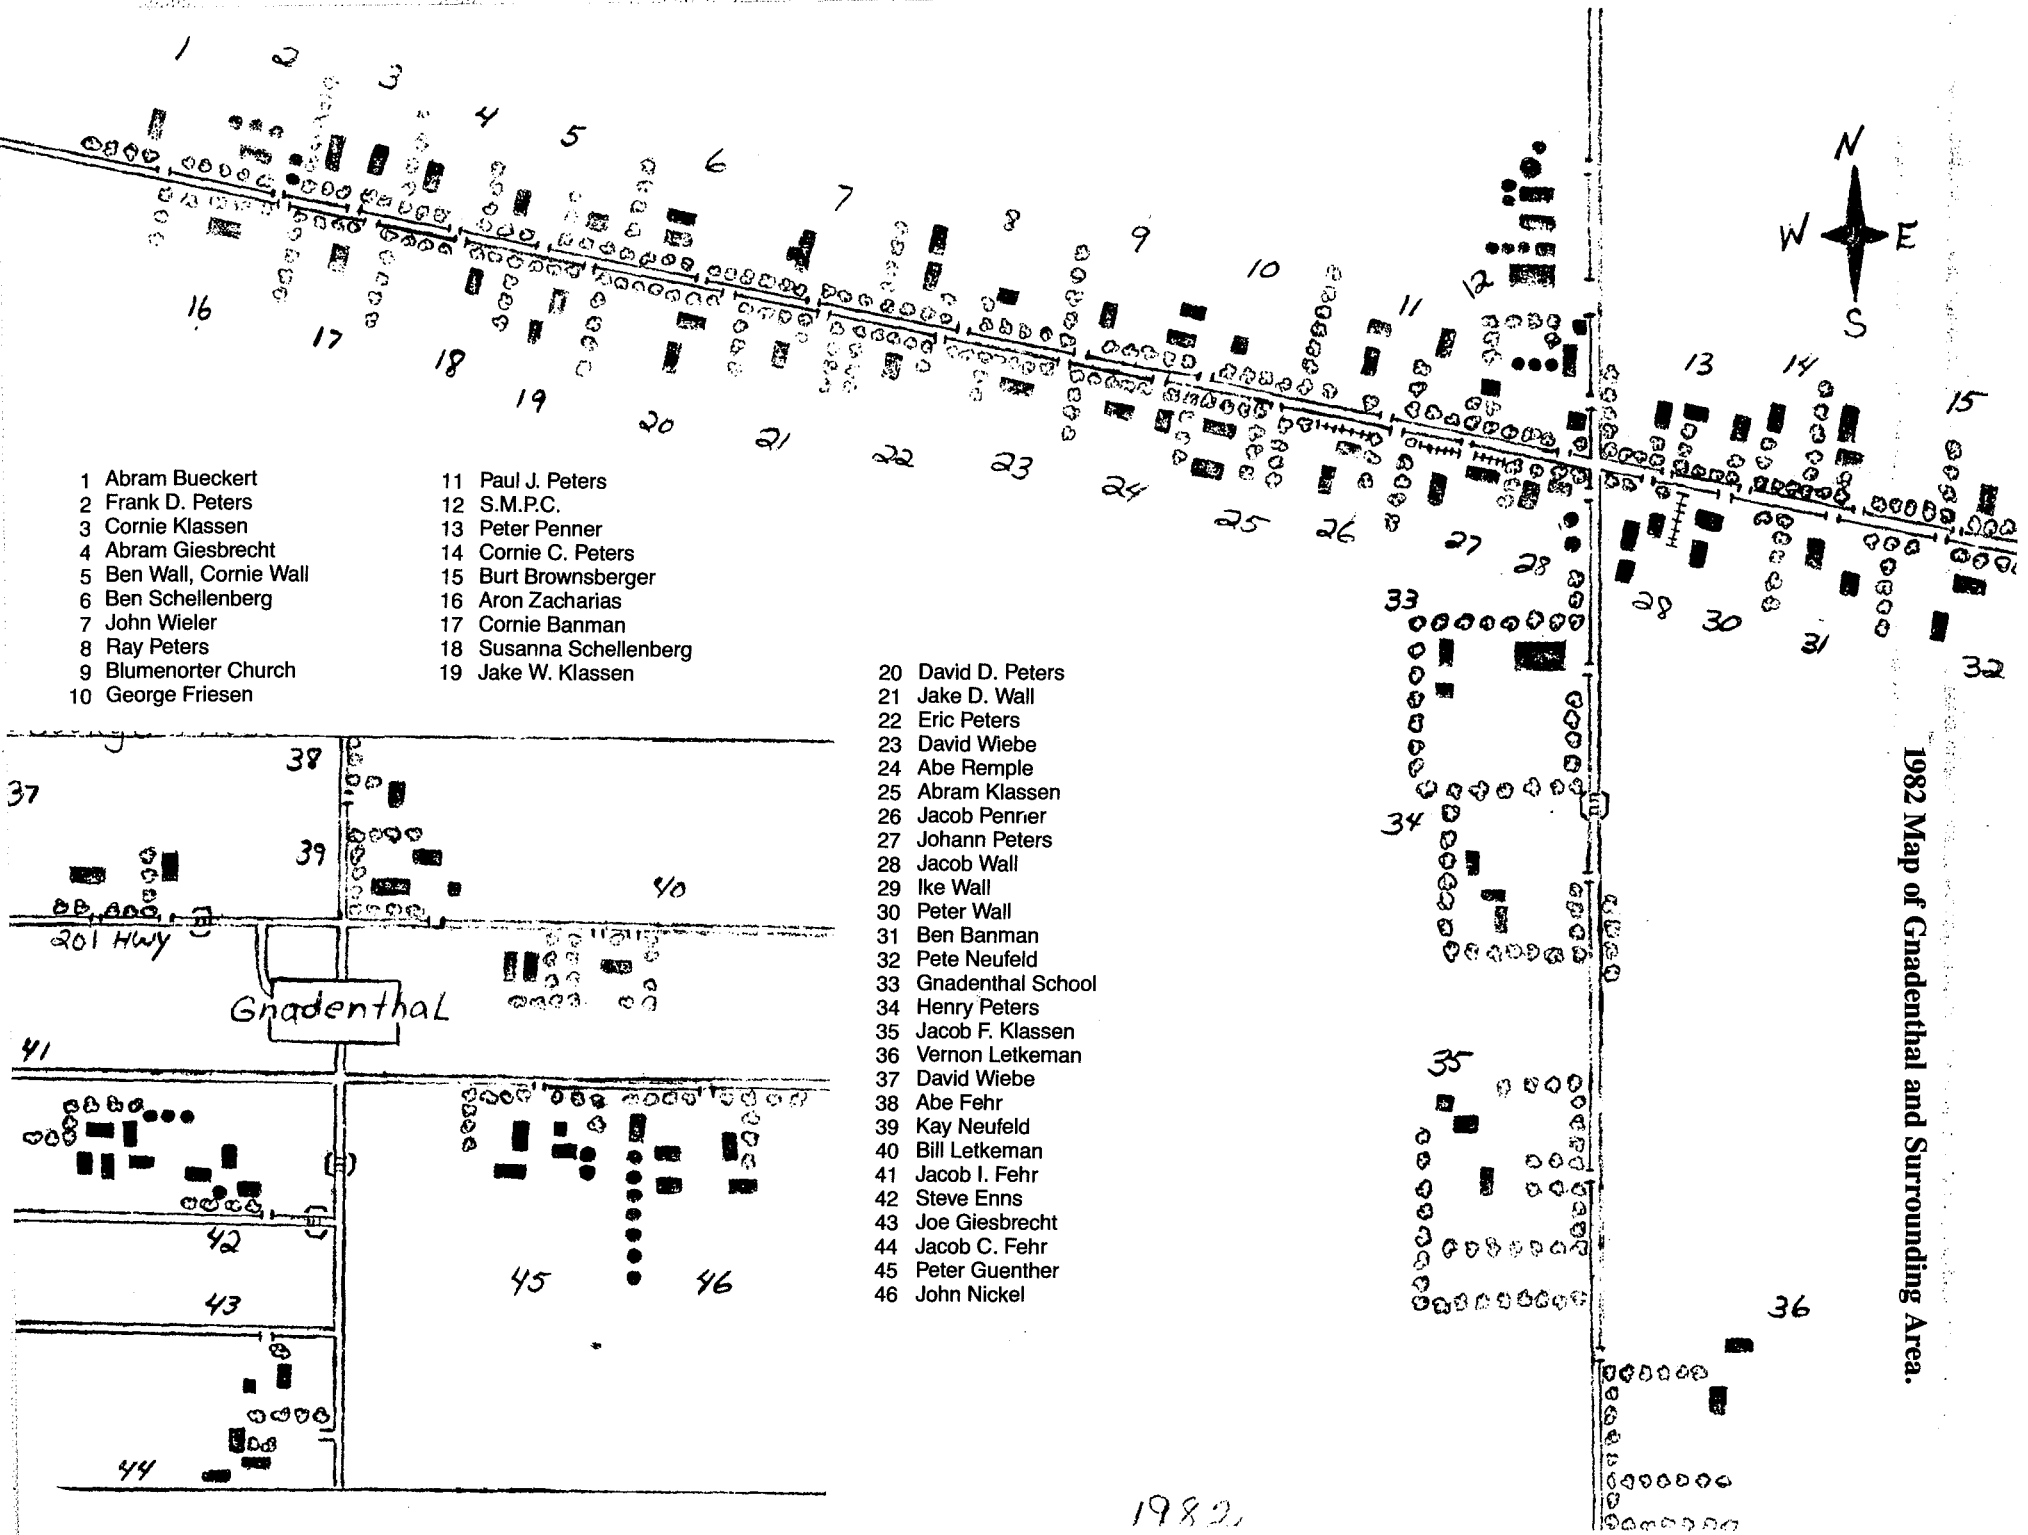 1
2
3
4
5
6
7
8
9
10
11
12
13
14
15
N
W E
S
16
17
18
19
20
21
22
23
24
25
26
27
28
28
30
31
32
1 Abram Bueckert
2 Frank D. Peters
3 Cornie Klassen
4 Abram Giesbrecht
5 Ben Wall, Cornie Wall
6 Ben Schellenberg
7 John Wieler
8 Ray Peters
9 Blumenorter Church
10 George Friesen
11 Paul J. Peters
12 S.M.P.C.
13 Peter Penner
14 Cornie C. Peters
15 Burt Brownsberger
16 Aron Zacharias
17 Cornie Banman
18 Susanna Schellenberg
19 Jake W. Klassen
20 David D. Peters
21 Jake D. Wall
22 Eric Peters
23 David Wiebe
24 Abe Remple
25 Abram Klassen
26 Jacob Penner
27 Johann Peters
28 Jacob Wall
29 Ike Wall
30 Peter Wall
31 Ben Banman
32 Pete Neufeld
33 Gnadenthal School
34 Henry Peters
35 Jacob F. Klassen
36 Vernon Letkeman
37 David Wiebe
38 Abe Fehr
39 Kay Neufeld
40 Bill Letkeman
41 Jacob I. Fehr
42 Steve Enns
43 Joe Giesbrecht
44 Jacob C. Fehr
45 Peter Guenther
46 John Nickel
33
34
35
36
37
38
39
40
201 HWY
Gnadenthal
41
42
43
44
45
46
1982 Map of Gnadenthal and Surrounding Area.
1982